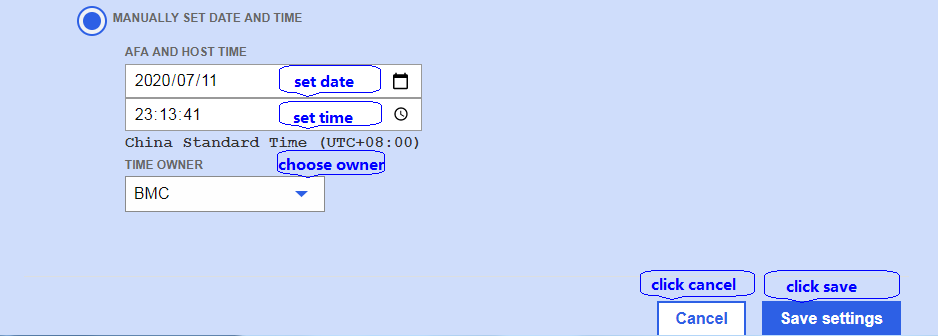 MANUALLY SET DATE AND TIME
AFA AND HOST TIME
2020/07/11 set date
23:13:41 set time
China Standard Time (UTC+08:00)
TIME OWNER choose owner
BMC
click cancel click save
Cancel Save settings